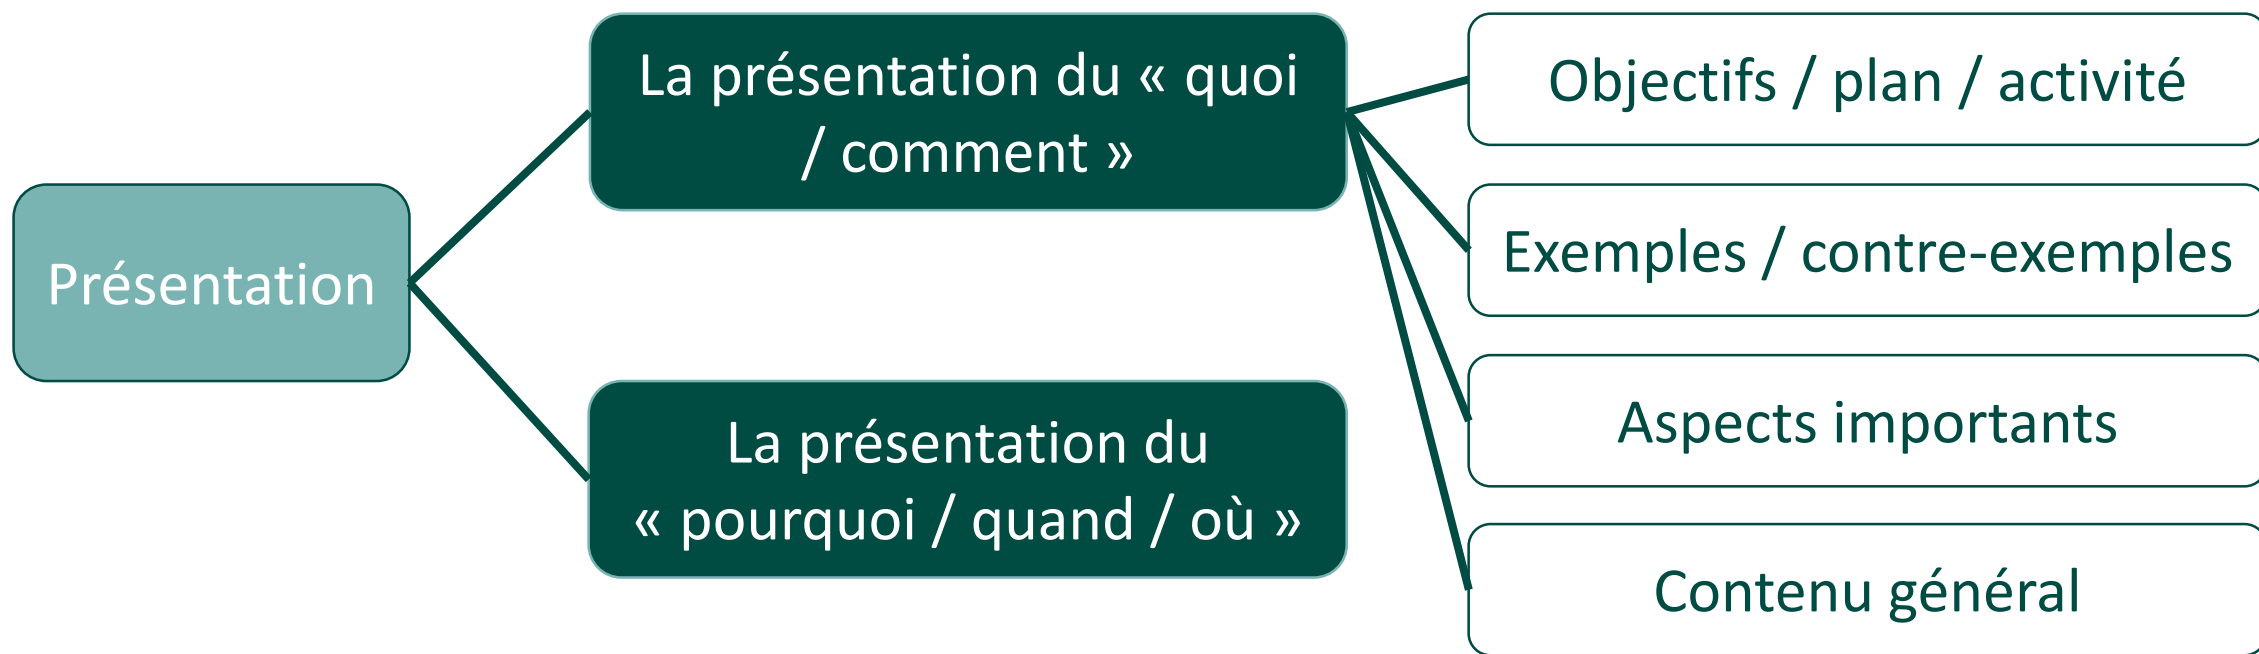 Présentation
La présentation du « quoi
/ comment »
La présentation du
« pourquoi / quand / où »
Objectifs / plan / activité
Exemples / contre-exemples
Aspects importants
Contenu général